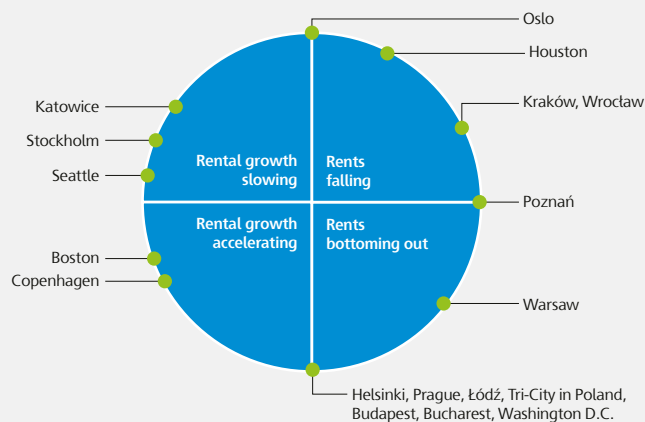 Oslo
Houston
Kraków, Wrocław
Katowice
Stockholm
Seattle
Rental growth
slowing
Rents
falling
Poznań
Rental growth
accelerating
Rents
bottoming out
Boston
Copenhagen
Warsaw
Helsinki, Prague, Łódź, Tri-City in Poland,
Budapest, Bucharest, Washington D.C.